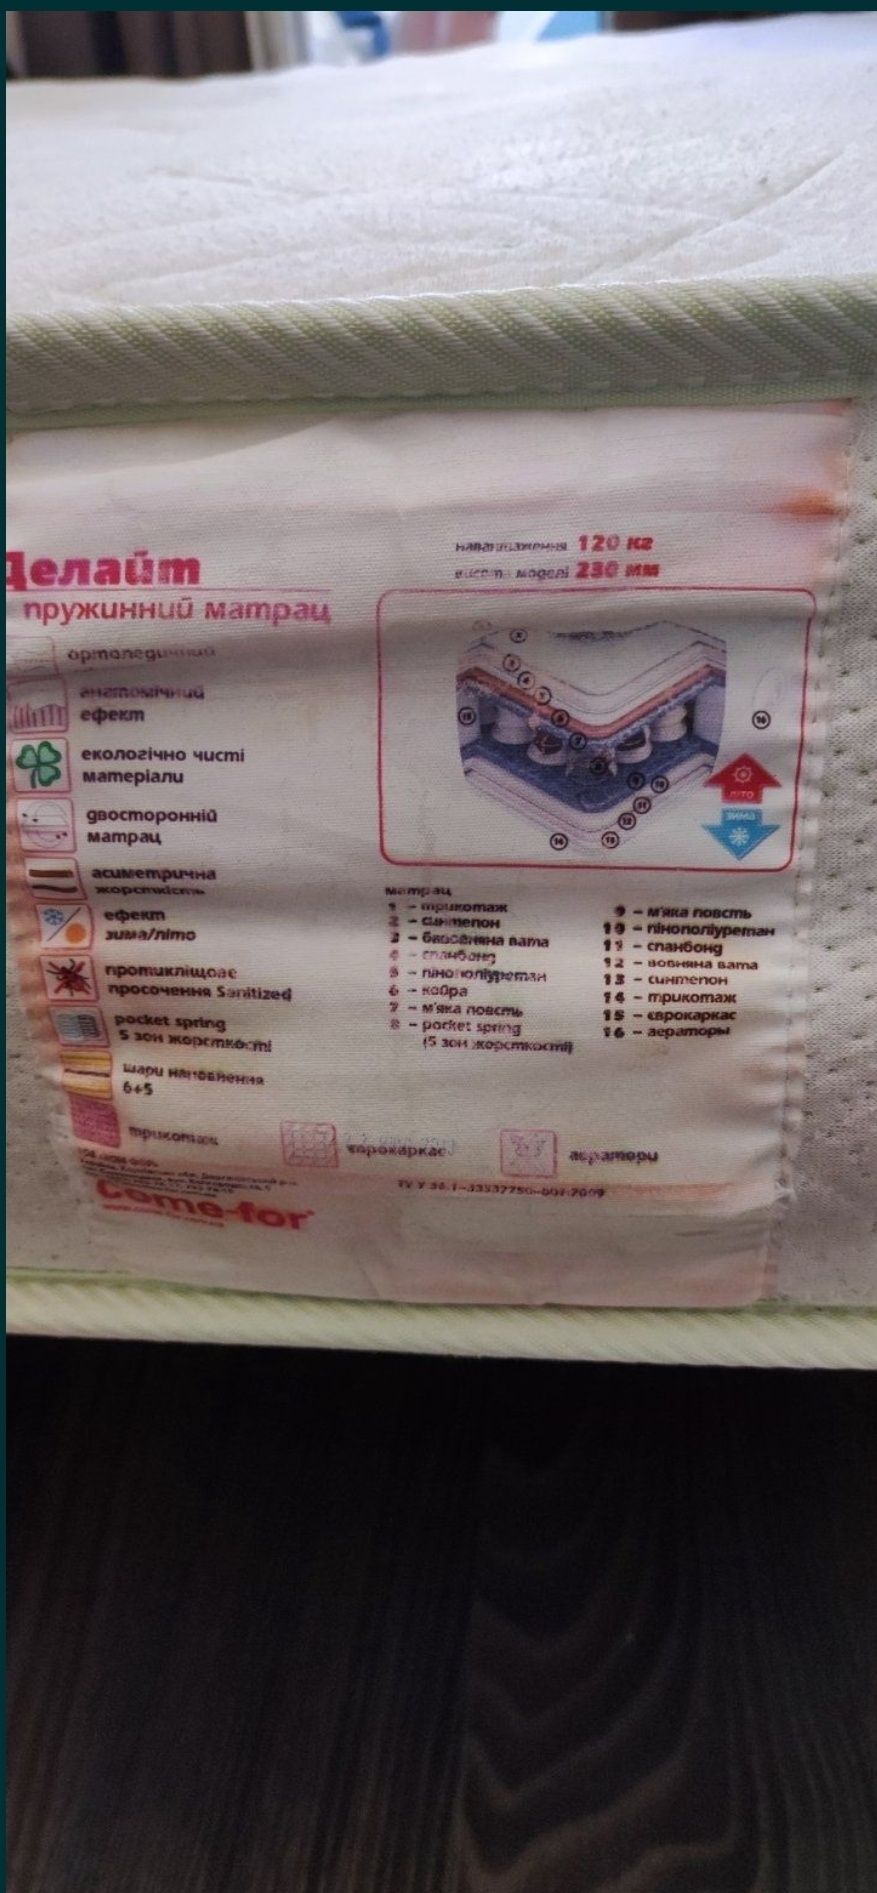 Делайт
пружинний матрац
навантаження 120 кг
висота моделі 230 мм
ортопедичний
анатомічний
ефект
екологічно чисті
матеріали
двосторонній
матрац
асиметрична
жорсткість
ефект
зима/літо
протикліщове
просочення Sanitized
pocket spring
5 зон жорсткості
шари наповнення
6+5
трикотаж
єврокаркас
аератори
літо
зима
матрац
1 – трикотаж
2 – синтепон
3 – бавовняна вата
4 – спанбонд
5 – пінополіуретан
6 – койра
7 – м'яка повсть
8 – pocket spring
(5 зон жорсткості)
9 – м'яка повсть
10 – пінополіуретан
11 – спанбонд
12 – вовняна вата
13 – синтепон
14 – трикотаж
15 – єврокаркас
16 – аератори
come-for